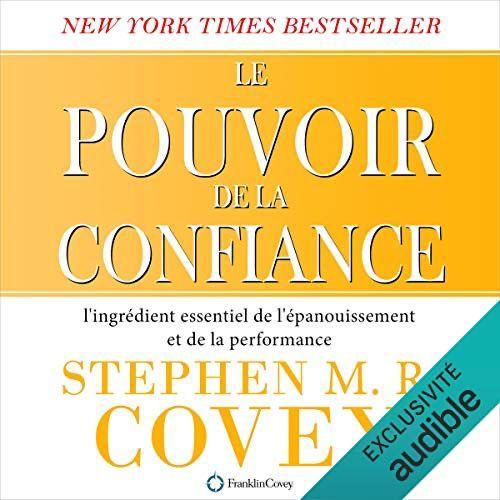 NEW YORK TIMES BESTSELLER
LE
POUVOIR
DE LA
CONFIANCE
l'ingrédient essentiel de l'épanouissement
et de la performance
STEPHEN M. R.
COVEY
EXCLUSIVITÉ
audible
FranklinCovey